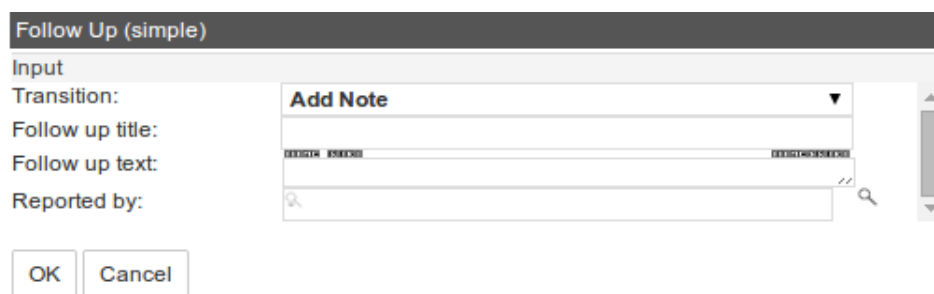 Follow Up (simple)
Input
Transition: Add Note
Follow up title:
Follow up text:
Reported by:
OK Cancel